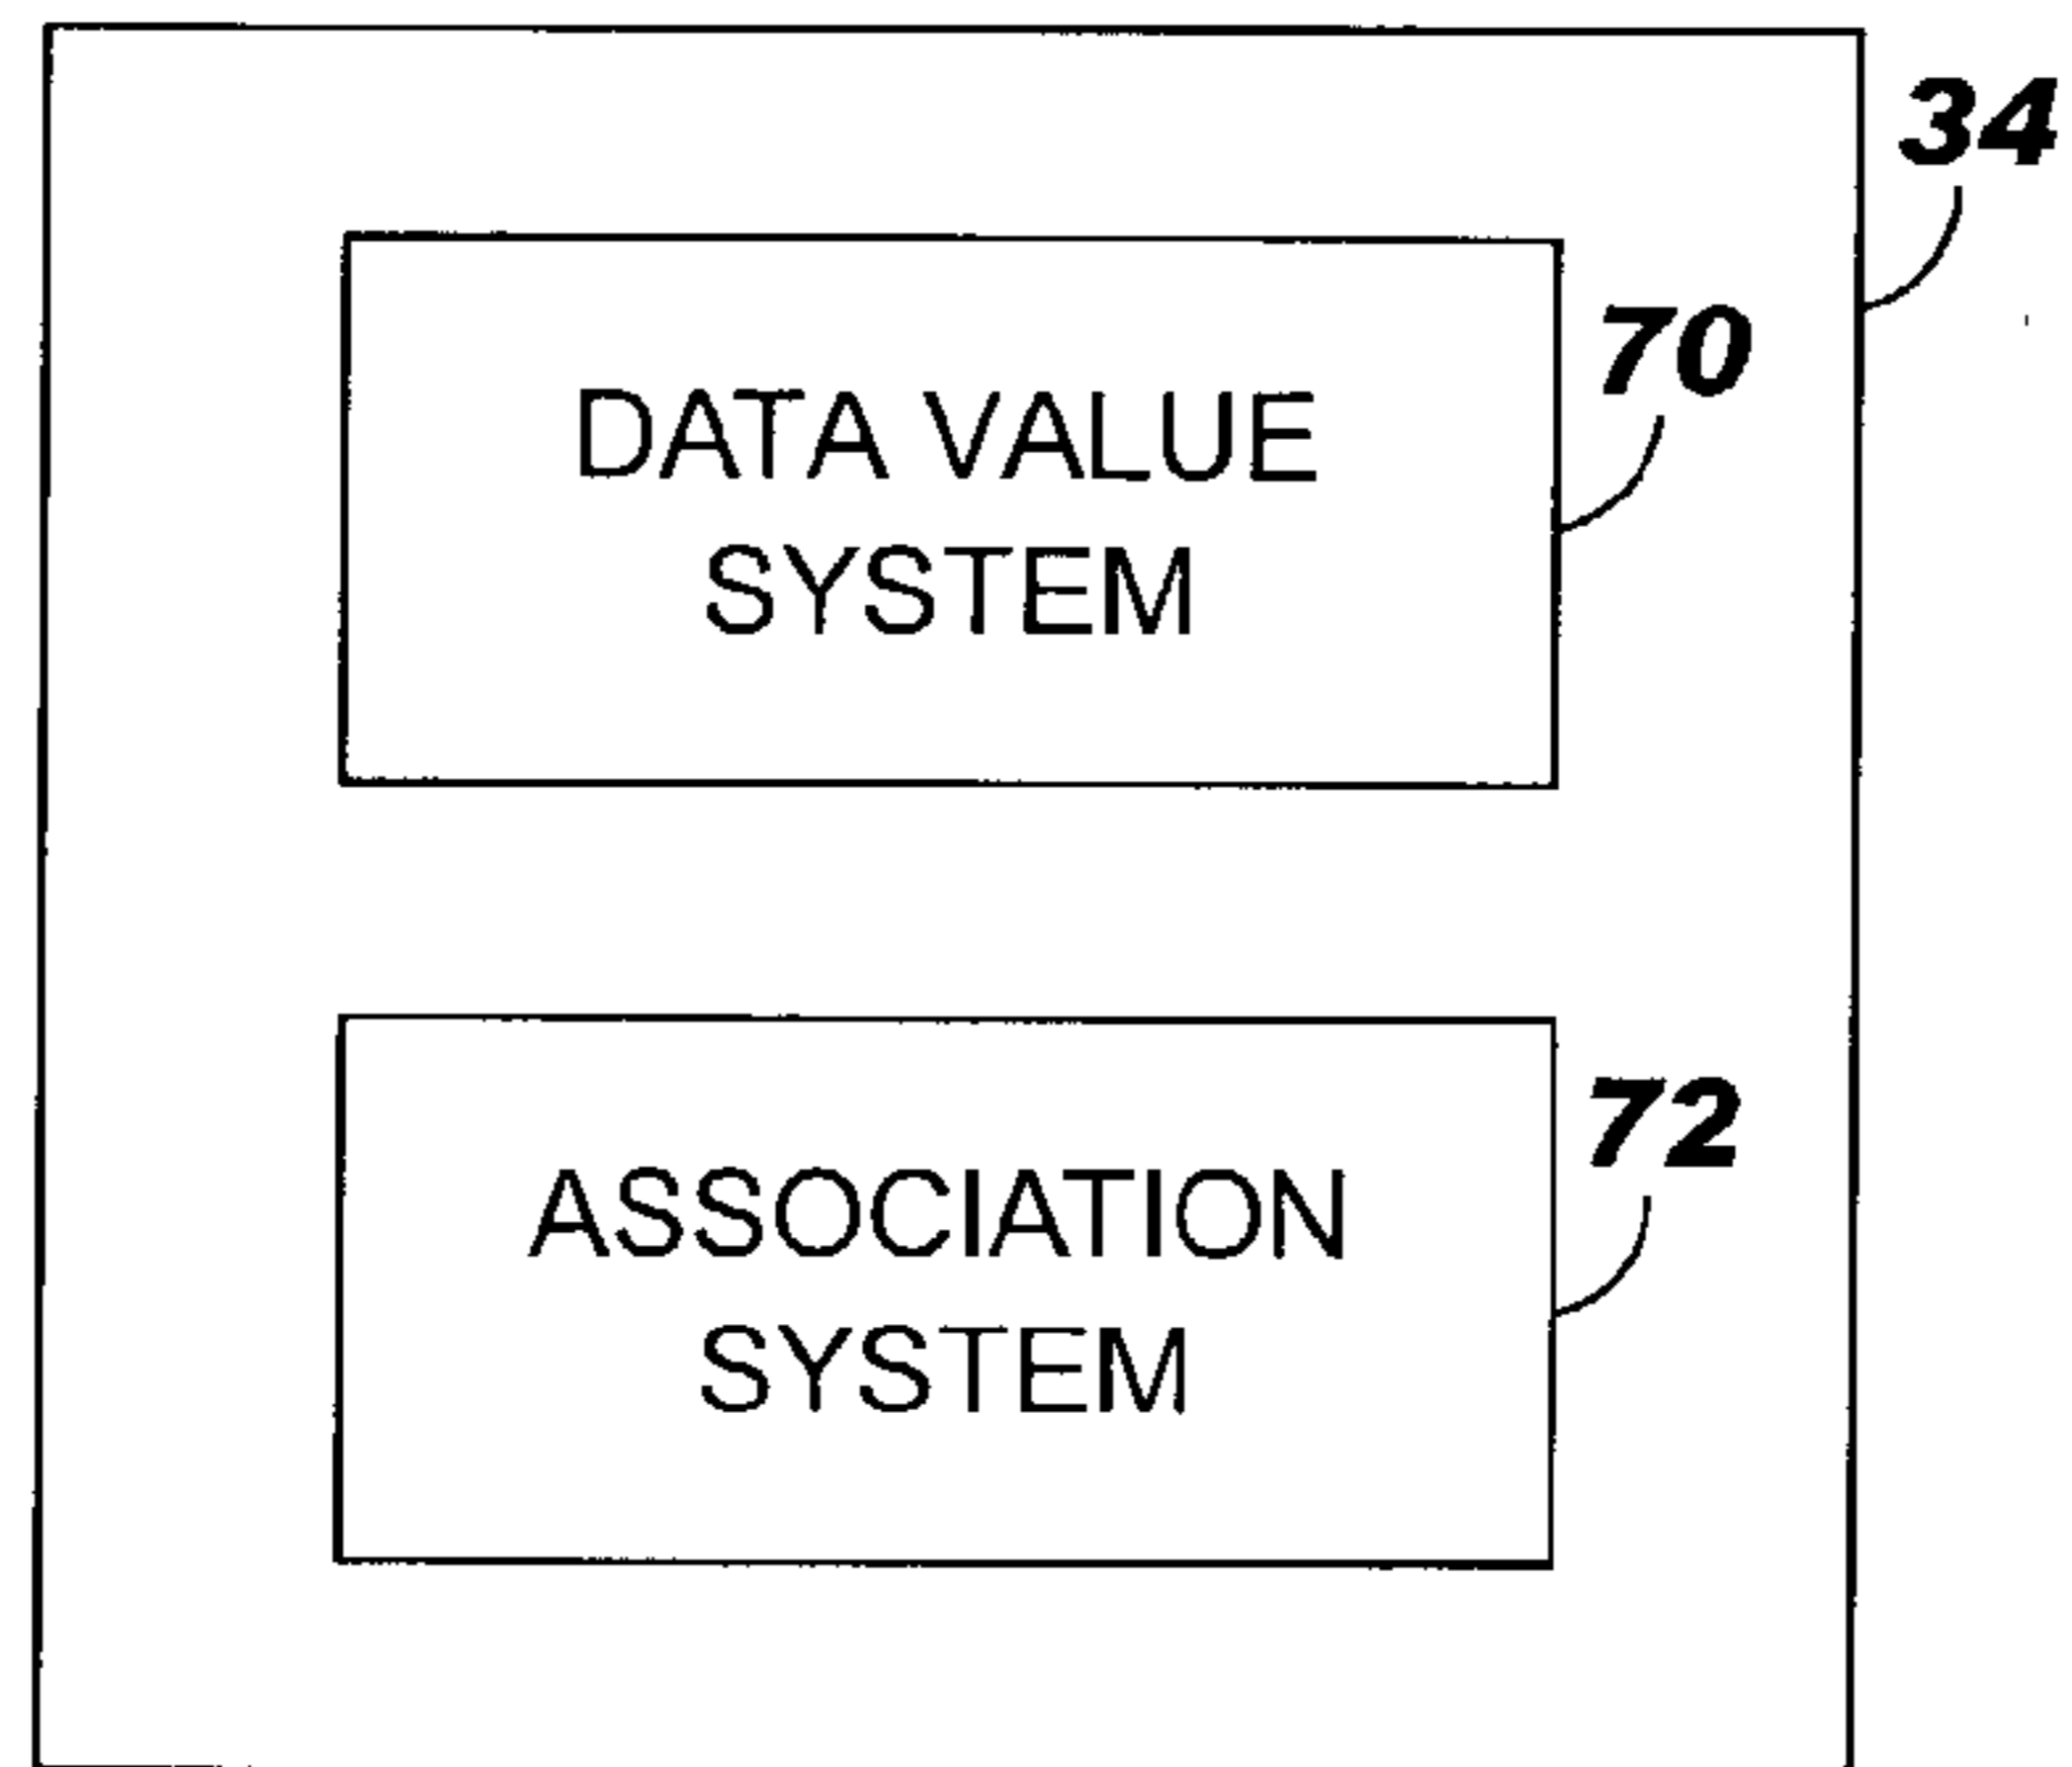 34
70
DATA VALUE
SYSTEM
72
ASSOCIATION
SYSTEM